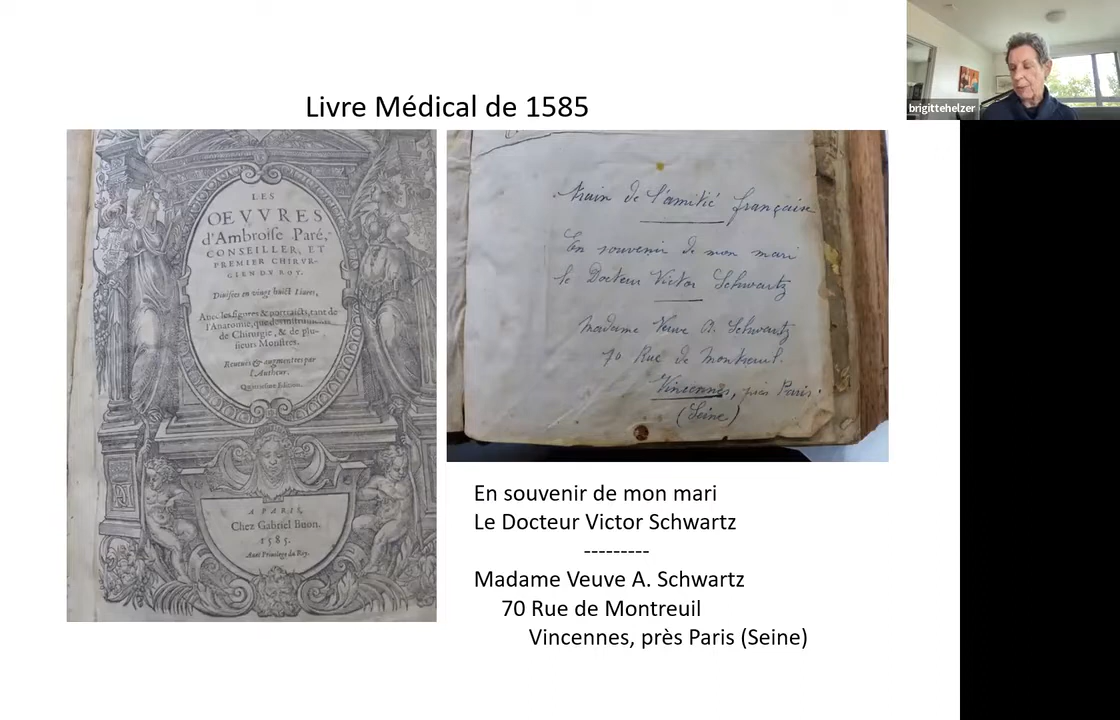 brigittehelzer
Livre Médical de 1585
LES
OEVVRES
d'Ambroise Paré,
CONSEILLER, ET
PREMIER CHIRVR-
GIEN DV ROY.
Diuisees en vingt huict Liures,
Auec les figures & portraicts, tant de
l'Anatomie, que des instruments
de Chirurgie, & de plu-
sieurs Monstres.
Reueuës & augmentees par
l'Autheur.
Quatriesme Edition.
A PARIS,
Chez Gabriel Buon.
1585.
Auec Priuilege du Roy.
train de l'amitié française
En souvenir de mon mari
le Docteur Victor Schwartz
Madame Veuve A. Schwartz
70 Rue de Montreuil.
Vincennes, près Paris.
(Seine)
En souvenir de mon mari
Le Docteur Victor Schwartz
---------
Madame Veuve A. Schwartz
70 Rue de Montreuil
Vincennes, près Paris (Seine)